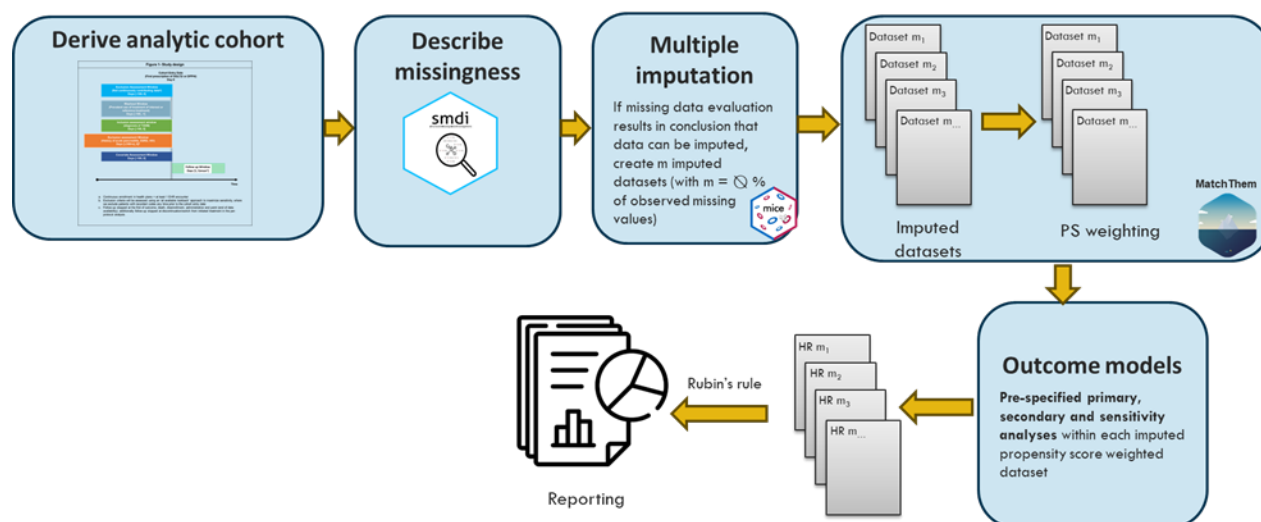 Derive analytic cohort
Figure 1: Study design
Describe
missingness
smdi
Multiple
imputation
If missing data evaluation
results in conclusion that
data can be imputed,
create m imputed
datasets (with m = ⦰ %
of observed missing
values)
mice
Dataset m1
Dataset m2
Dataset m3
Dataset m...
Imputed
datasets
Dataset m1
Dataset m2
Dataset m3
Dataset m...
PS weighting
MatchThem
Outcome models
Pre-specified primary,
secondary and sensitivity
analyses within each imputed
propensity score weighted
dataset
HR m1
HR m2
HR m3
HR m...
Rubin's rule
Reporting